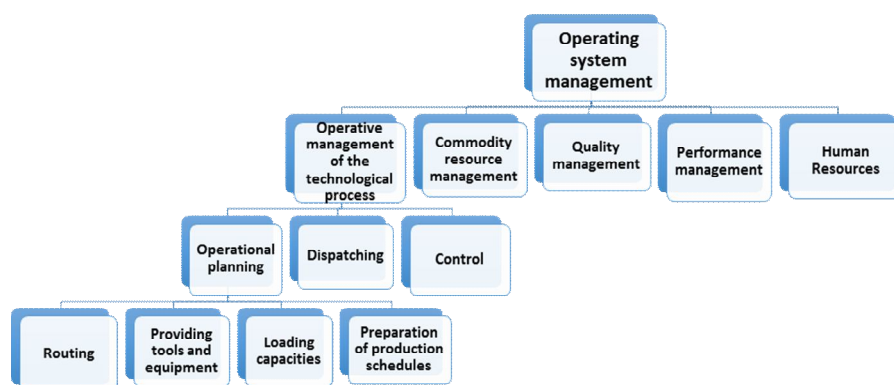 Operating
system
management
Operative
management
of the
technological
process
Commodity
resource
management
Quality
management
Performance
management
Human
Resources
Operational
planning
Dispatching
Control
Routing
Providing
tools and
equipment
Loading
capacities
Preparation
of production
schedules